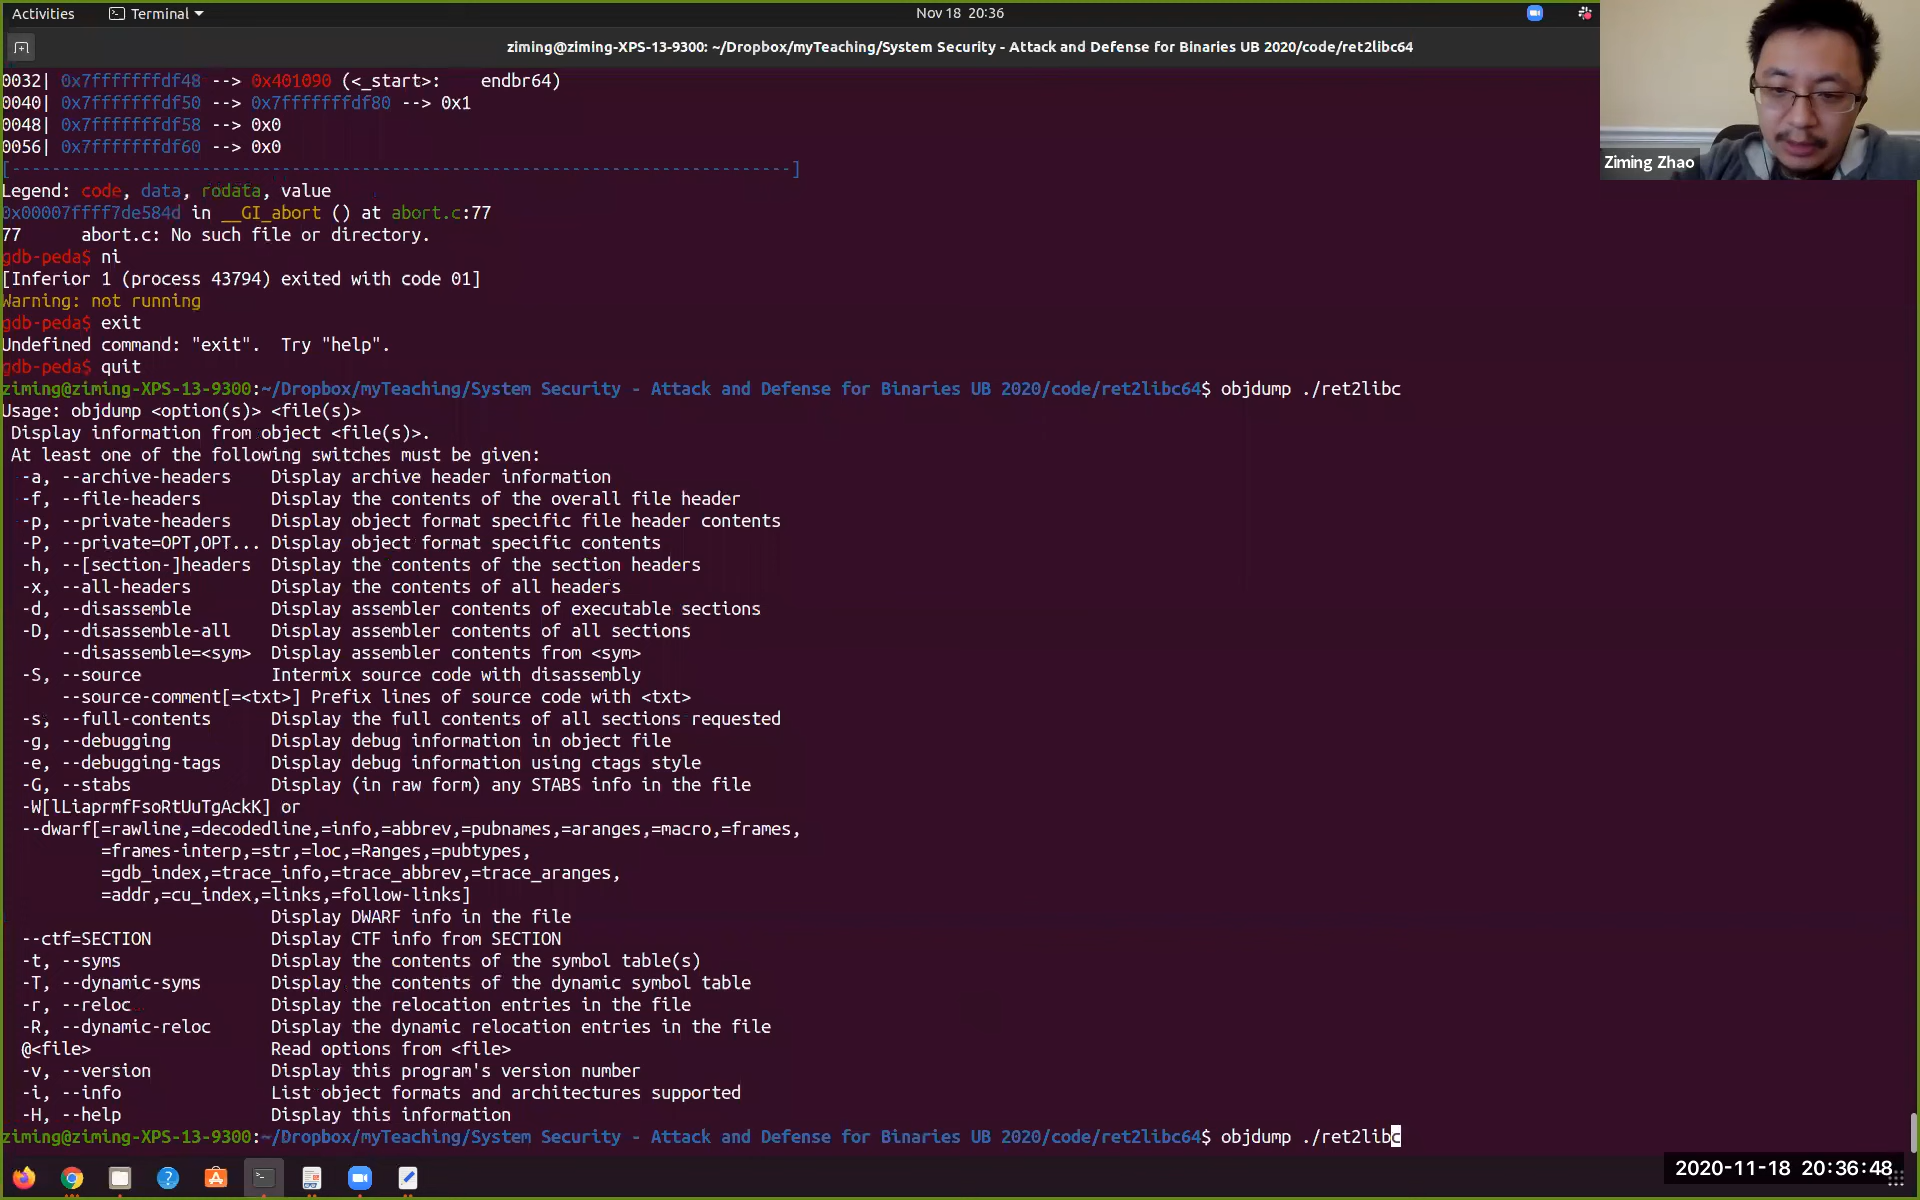 Activities
Terminal
Nov 18 20:36
ziming@ziming-XPS-13-9300: ~/Dropbox/myTeaching/System Security - Attack and Defense for Binaries UB 2020/code/ret2libc64
Ziming Zhao
0032| 0x7fffffffdf48 --> 0x401090 (<_start>:    endbr64)
0040| 0x7fffffffdf50 --> 0x7fffffffdf80 --> 0x1
0048| 0x7fffffffdf58 --> 0x0
0056| 0x7fffffffdf60 --> 0x0
[------------------------------------------------------------------------------]
Legend: code, data, rodata, value
0x00007ffff7de584d in __GI_abort () at abort.c:77
77      abort.c: No such file or directory.
gdb-peda$ ni
[Inferior 1 (process 43794) exited with code 01]
Warning: not running
gdb-peda$ exit
Undefined command: "exit".  Try "help".
gdb-peda$ quit
ziming@ziming-XPS-13-9300:~/Dropbox/myTeaching/System Security - Attack and Defense for Binaries UB 2020/code/ret2libc64$ objdump ./ret2libc
Usage: objdump <option(s)> <file(s)>
 Display information from object <file(s)>.
 At least one of the following switches must be given:
  -a, --archive-headers    Display archive header information
  -f, --file-headers       Display the contents of the overall file header
  -p, --private-headers    Display object format specific file header contents
  -P, --private=OPT,OPT... Display object format specific contents
  -h, --[section-]headers  Display the contents of the section headers
  -x, --all-headers        Display the contents of all headers
  -d, --disassemble        Display assembler contents of executable sections
  -D, --disassemble-all    Display assembler contents of all sections
      --disassemble=<sym>  Display assembler contents from <sym>
  -S, --source             Intermix source code with disassembly
      --source-comment[=<txt>] Prefix lines of source code with <txt>
  -s, --full-contents      Display the full contents of all sections requested
  -g, --debugging          Display debug information in object file
  -e, --debugging-tags     Display debug information using ctags style
  -G, --stabs              Display (in raw form) any STABS info in the file
  -W[lLiaprmfFsoRtUuTgAckK] or
  --dwarf[=rawline,=decodedline,=info,=abbrev,=pubnames,=aranges,=macro,=frames,
          =frames-interp,=str,=loc,=Ranges,=pubtypes,
          =gdb_index,=trace_info,=trace_abbrev,=trace_aranges,
          =addr,=cu_index,=links,=follow-links]
                           Display DWARF info in the file
  --ctf=SECTION            Display CTF info from SECTION
  -t, --syms               Display the contents of the symbol table(s)
  -T, --dynamic-syms       Display the contents of the dynamic symbol table
  -r, --reloc              Display the relocation entries in the file
  -R, --dynamic-reloc      Display the dynamic relocation entries in the file
  @<file>                  Read options from <file>
  -v, --version            Display this program's version number
  -i, --info               List object formats and architectures supported
  -H, --help               Display this information
ziming@ziming-XPS-13-9300:~/Dropbox/myTeaching/System Security - Attack and Defense for Binaries UB 2020/code/ret2libc64$ objdump ./ret2libc
2020-11-18 20:36:48